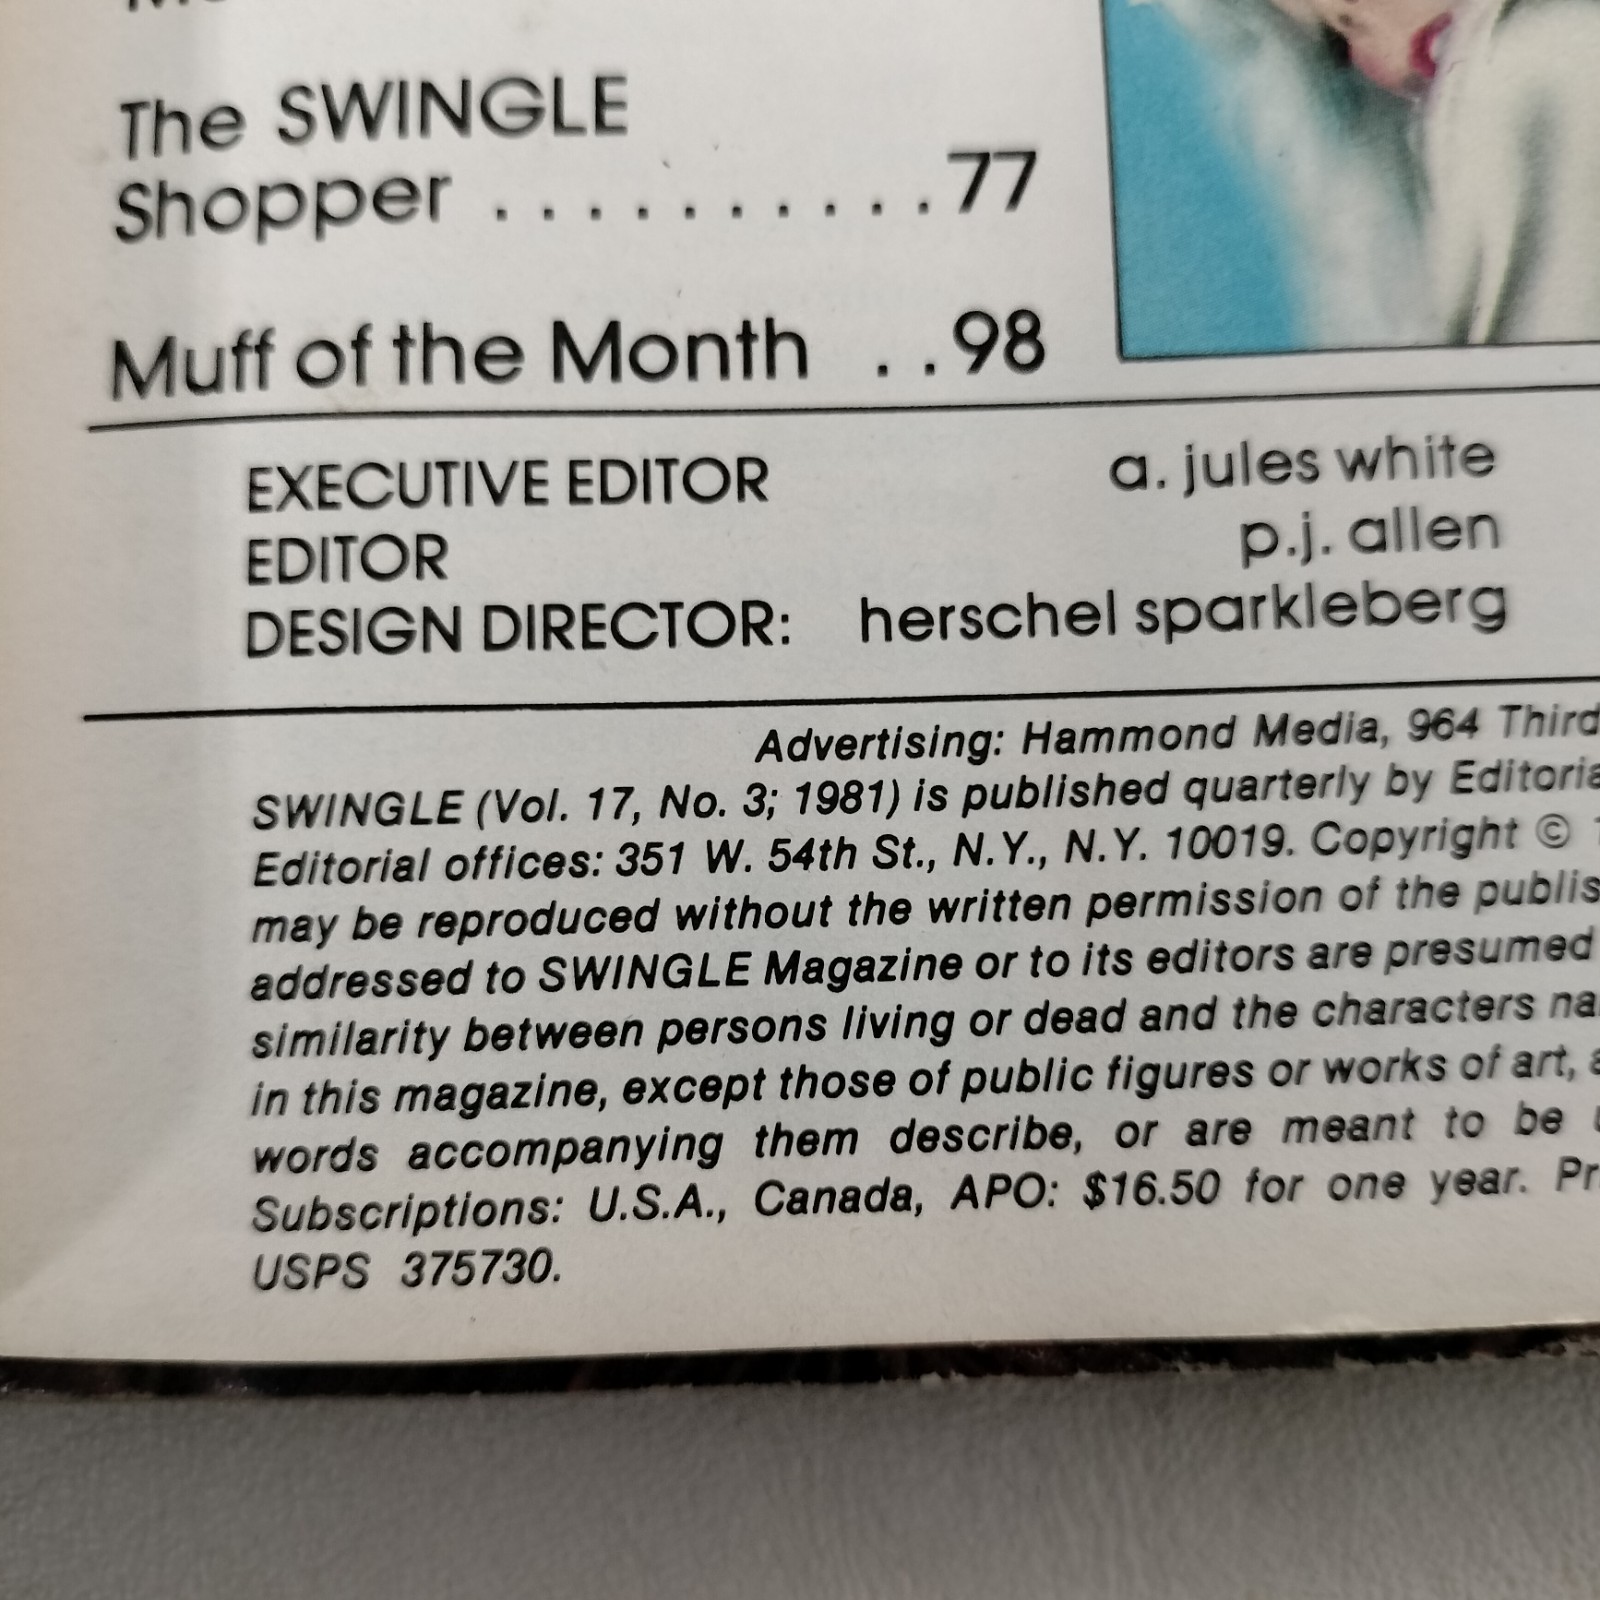 The SWINGLE
Shopper . . . . . . . . . . 77
Muff of the Month . . 98
EXECUTIVE EDITOR a. jules white
EDITOR p.j. allen
DESIGN DIRECTOR: herschel sparkleberg
Advertising: Hammond Media, 964 Third
SWINGLE (Vol. 17, No. 3; 1981) is published quarterly by
Editorial offices: 351 W. 54th St., N.Y., N.Y. 10019. Copyright ©
may be reproduced without the written permission of the
addressed to SWINGLE Magazine or to its editors are presumed
similarity between persons living or dead and the characters
in this magazine, except those of public figures or works of art,
words accompanying them describe, or are meant to be
Subscriptions: U.S.A., Canada, APO: $16.50 for one year.
USPS 375730.